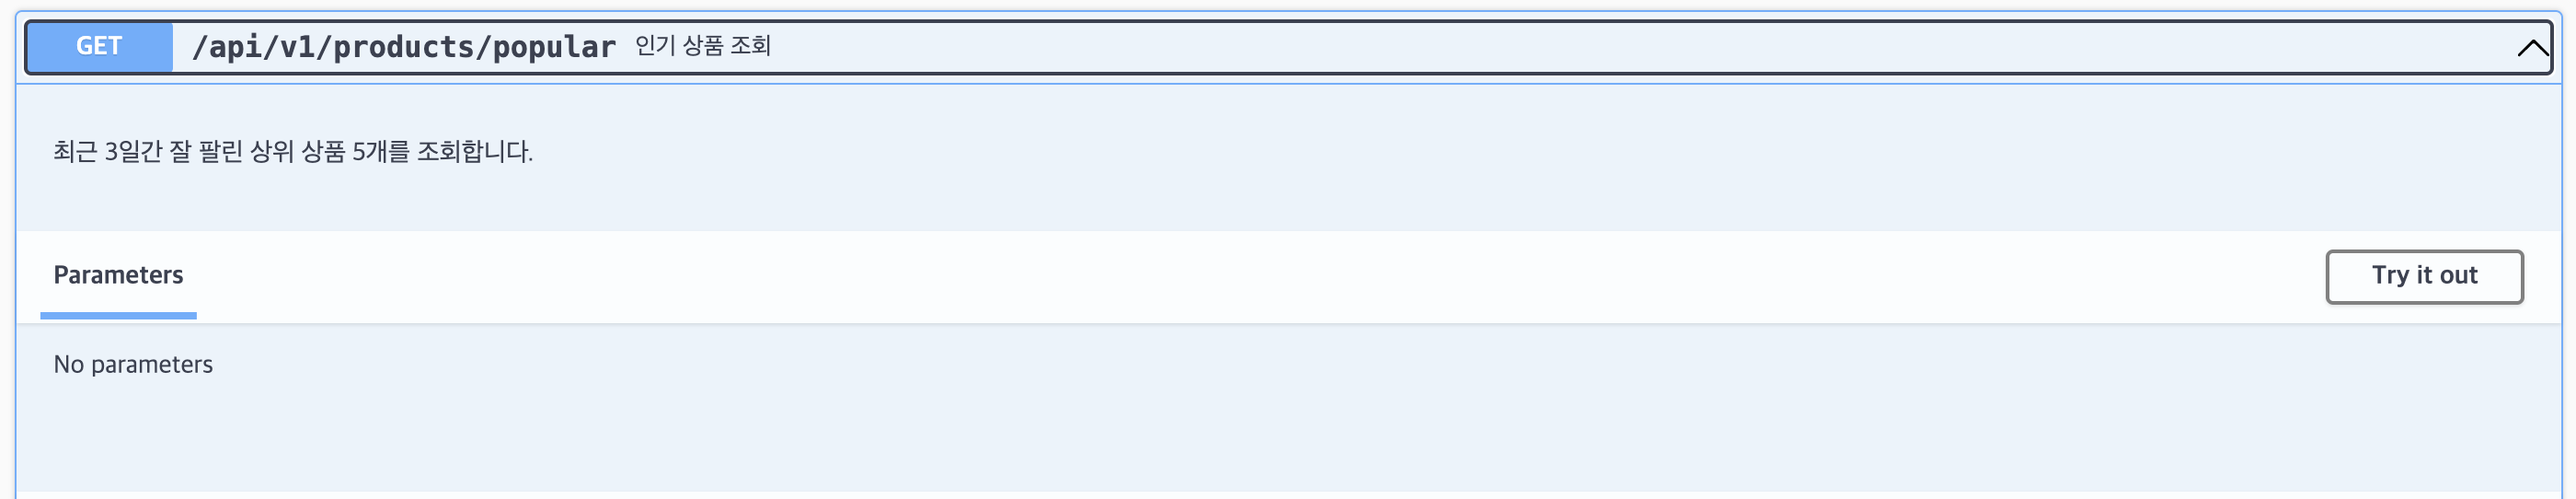 GET /api/v1/products/popular 인기 상품 조회
최근 3일간 잘 팔린 상위 상품 5개를 조회합니다.
Parameters Try it out
No parameters